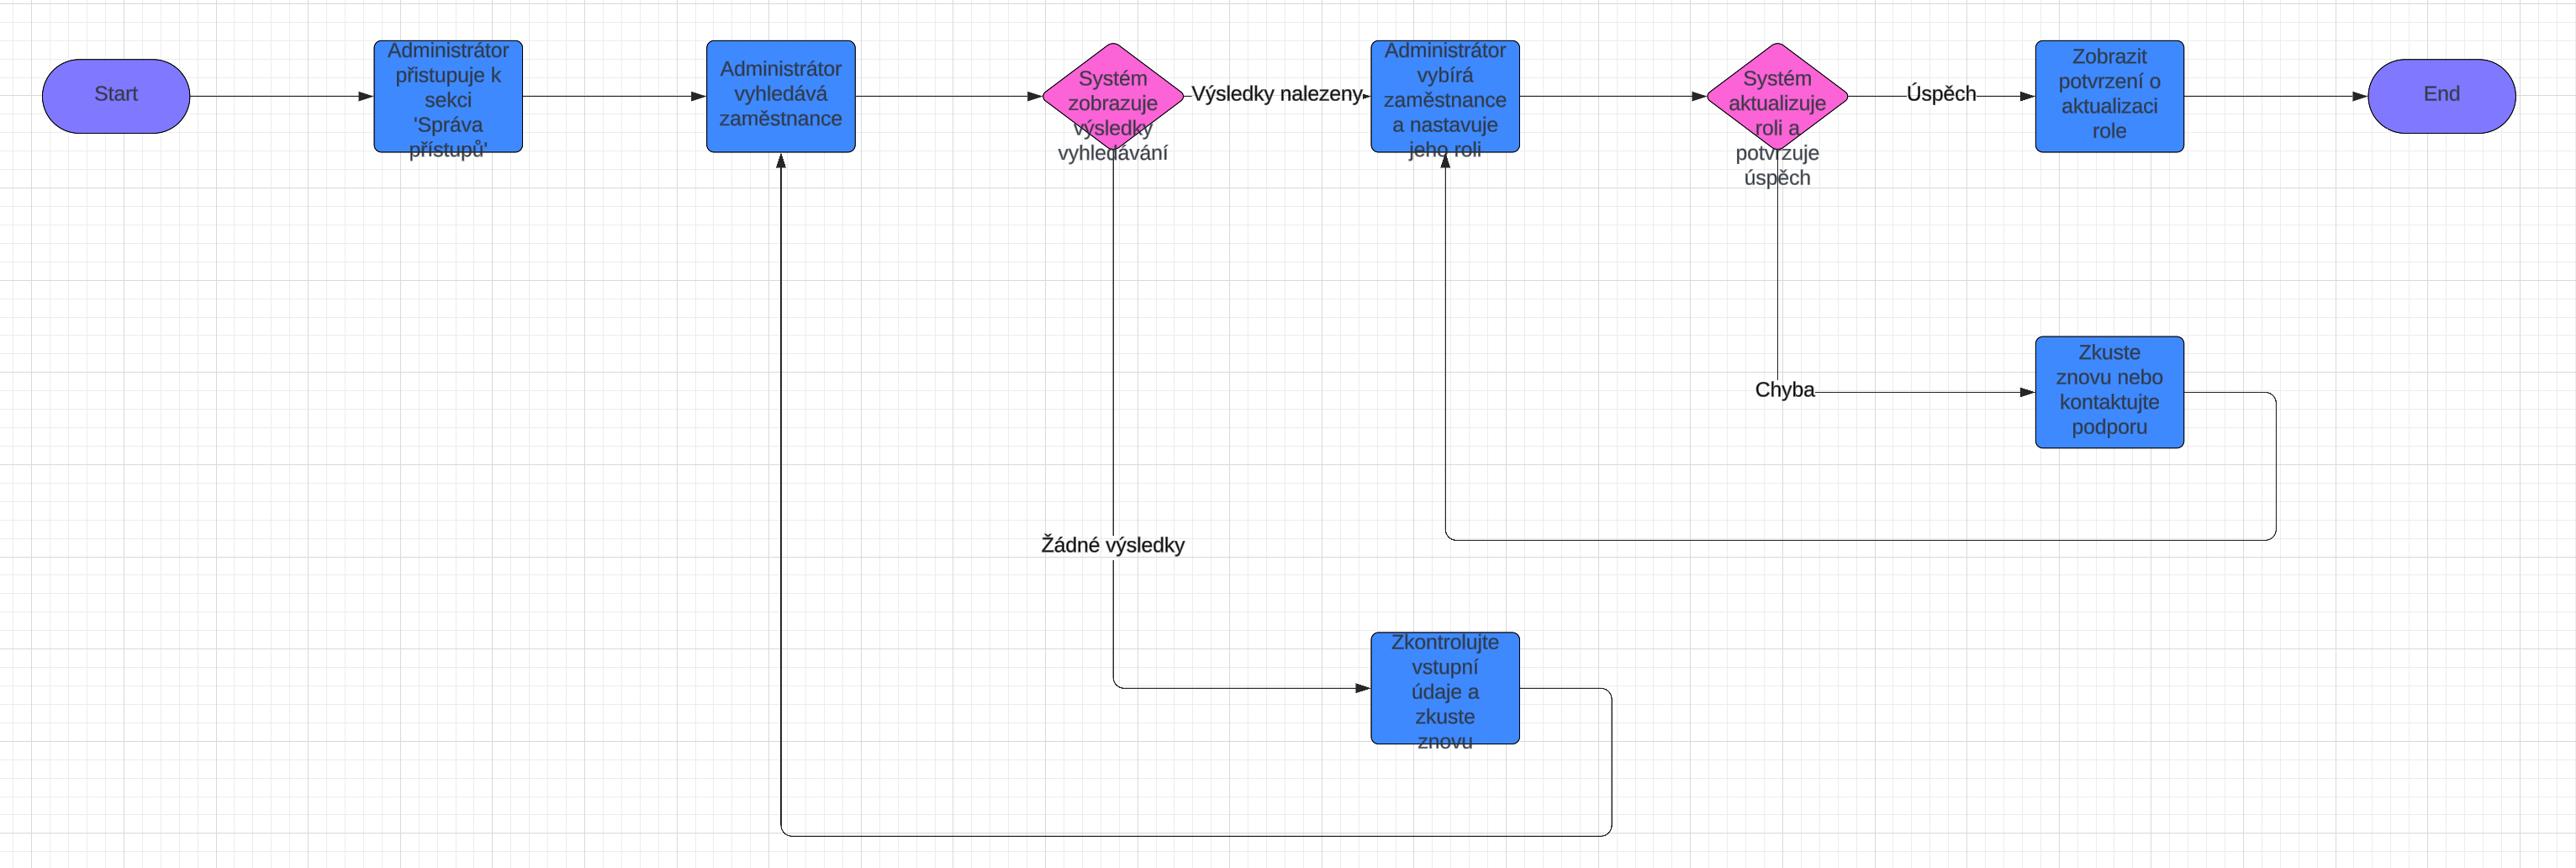 Start
Administrátor
přistupuje k
sekci
'Správa
přístupů'
Administrátor
vyhledává
zaměstnance
Systém
zobrazuje
výsledky
vyhledávání
Výsledky nalezeny
Administrátor
vybírá
zaměstnance
a nastavuje
jeho roli
Systém
aktualizuje
roli a
potvrzuje
úspěch
Úspěch
Zobrazit
potvrzení o
aktualizaci
role
End
Chyba
Zkuste
znovu nebo
kontaktujte
podporu
Žádné výsledky
Zkontrolujte
vstupní
údaje a
zkuste
znovu